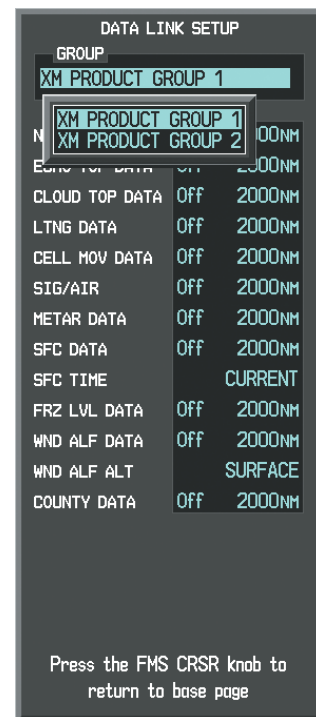 DATA LINK SETUP
GROUP
XM PRODUCT GROUP 1
XM PRODUCT GROUP 1
XM PRODUCT GROUP 2
DATA Off 2000NM
CLOUD TOP DATA Off 2000NM
LTNG DATA Off 2000NM
CELL MOV DATA Off 2000NM
SIG/AIR Off 2000NM
METAR DATA Off 2000NM
SFC DATA Off 2000NM
SFC TIME CURRENT
FRZ LVL DATA Off 2000NM
WND ALF DATA Off 2000NM
WND ALF ALT SURFACE
COUNTY DATA Off 2000NM
Press the FMS CRSR knob to
return to base page